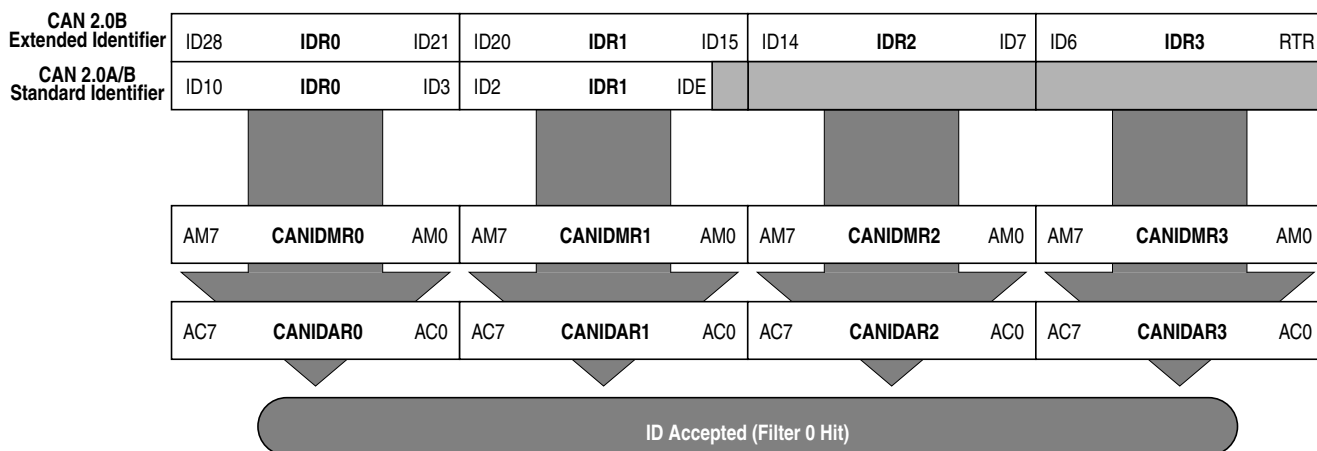 CAN 2.0B
Extended Identifier
ID28 IDR0 ID21 ID20 IDR1 ID15 ID14 IDR2 ID7 ID6 IDR3 RTR
CAN 2.0A/B
Standard Identifier
ID10 IDR0 ID3 ID2 IDR1 IDE
AM7 CANIDMR0 AM0 AM7 CANIDMR1 AM0 AM7 CANIDMR2 AM0 AM7 CANIDMR3 AM0
AC7 CANIDAR0 AC0 AC7 CANIDAR1 AC0 AC7 CANIDAR2 AC0 AC7 CANIDAR3 AC0
ID Accepted (Filter 0 Hit)